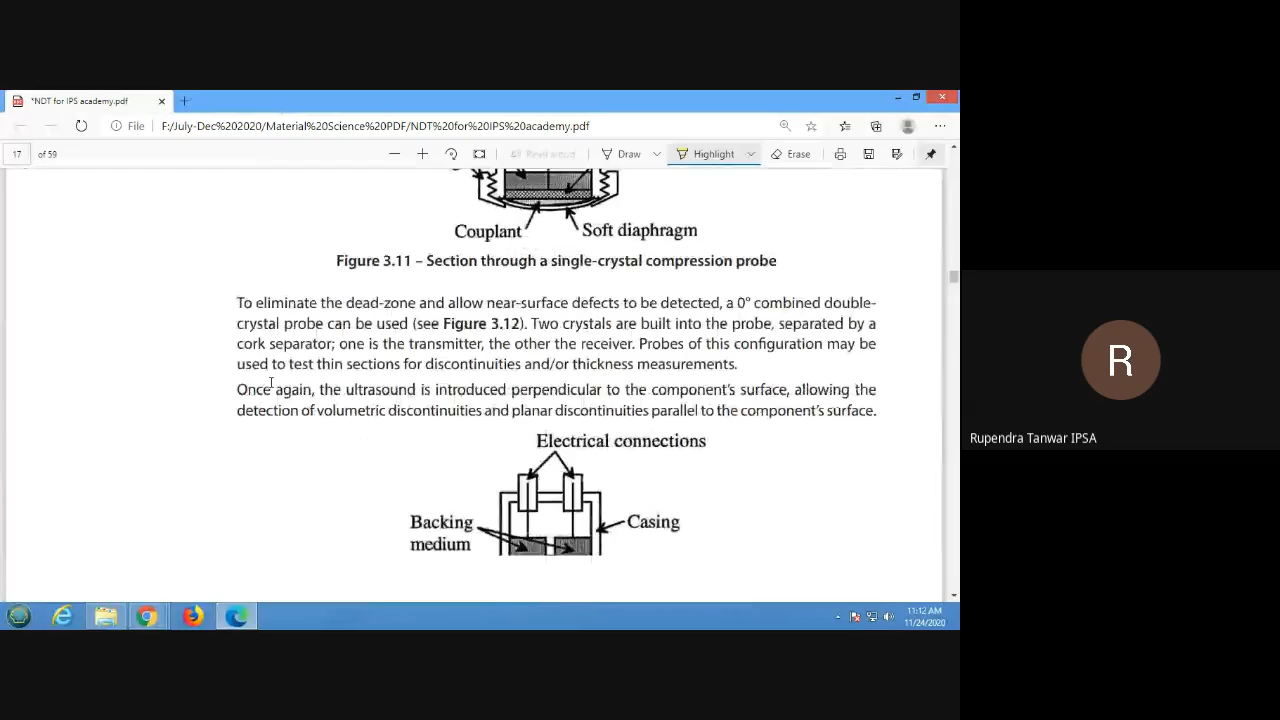 *NDT for IPS academy.pdf
File F:/July-Dec%202020/Material%20Science%20PDF/NDT%20for%20IPS%20academy.pdf
17 of 59 Read aloud Draw Highlight Erase
Couplant Soft diaphragm
Figure 3.11 – Section through a single-crystal compression probe
To eliminate the dead-zone and allow near-surface defects to be detected, a 0° combined double-
crystal probe can be used (see Figure 3.12). Two crystals are built into the probe, separated by a
cork separator; one is the transmitter, the other the receiver. Probes of this configuration may be
used to test thin sections for discontinuities and/or thickness measurements.
Once again, the ultrasound is introduced perpendicular to the component's surface, allowing the
detection of volumetric discontinuities and planar discontinuities parallel to the component's surface.
Electrical connections
Backing
medium
Casing
R
Rupendra Tanwar IPSA
11:12 AM
11/24/2020